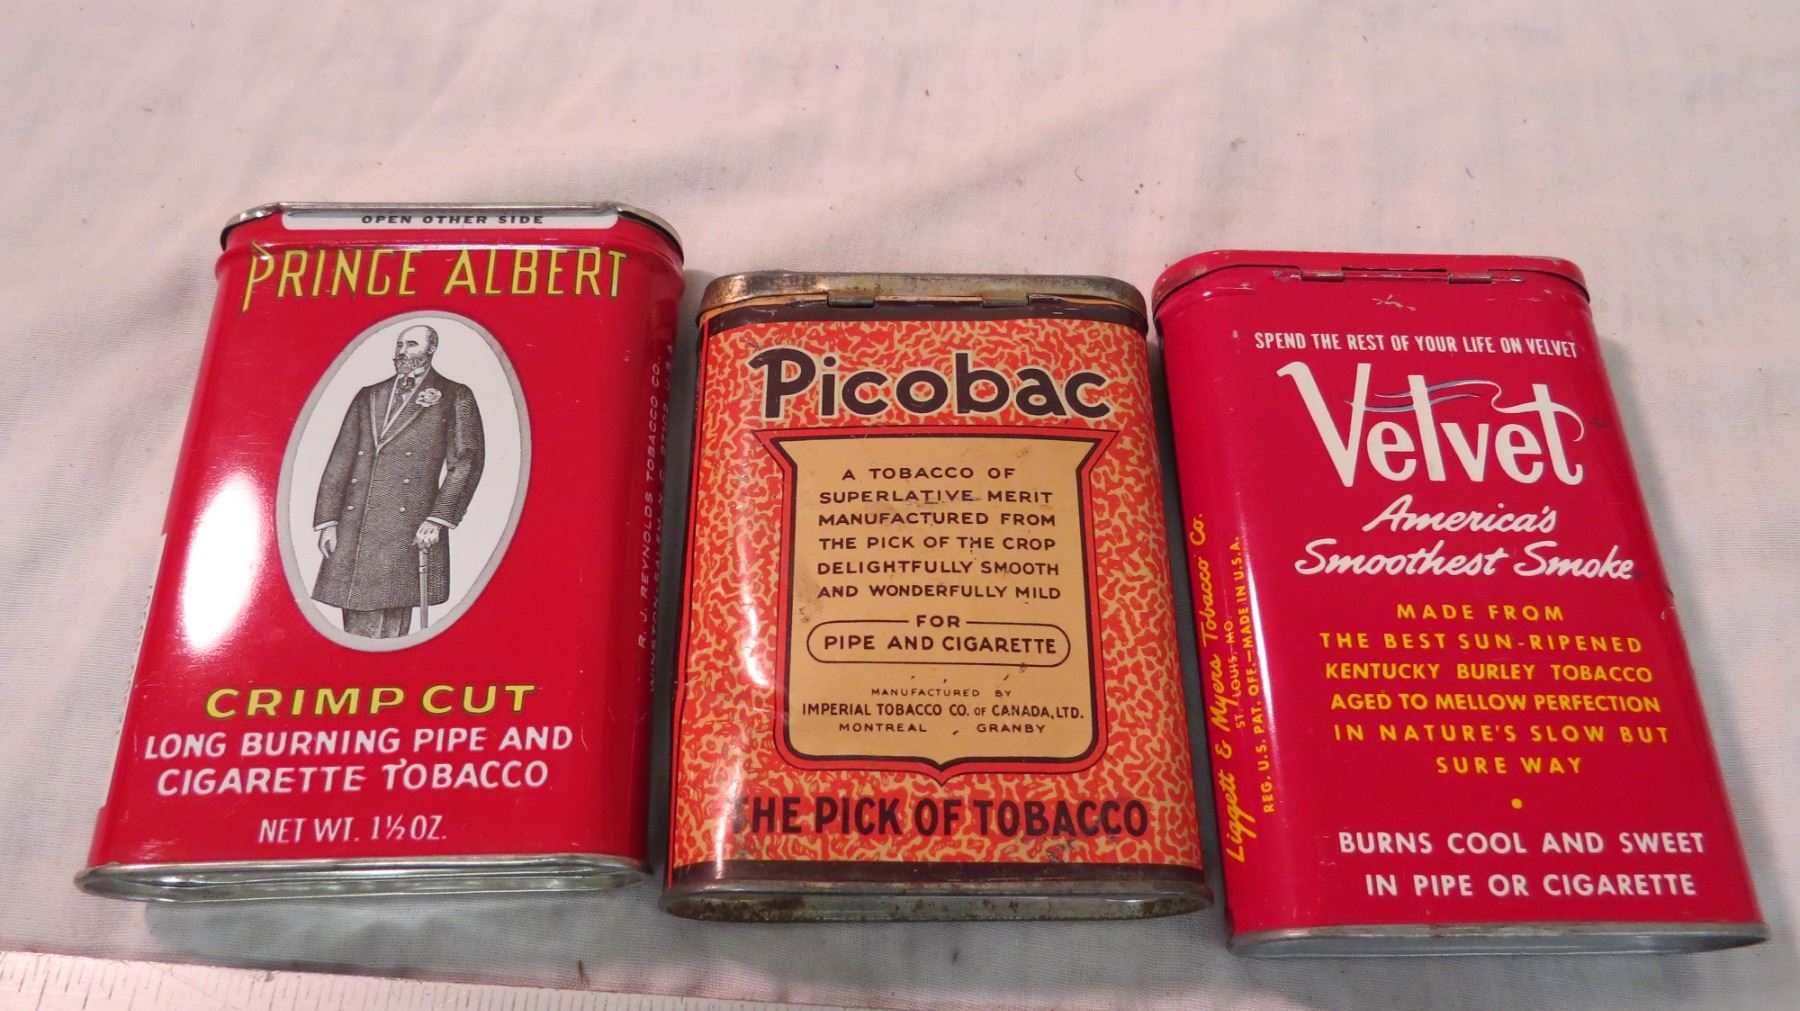 OPEN OTHER SIDE
PRINCE ALBERT
CRIMP CUT
LONG BURNING PIPE AND
CIGARETTE TOBACCO
NET WT. 1½ OZ.
R. J. REYNOLDS TOBACCO CO.
WINSTON-SALEM, N. C. 27102 U.S.A.
Picobac
A TOBACCO OF
SUPERLATIVE MERIT
MANUFACTURED FROM
THE PICK OF THE CROP
DELIGHTFULLY SMOOTH
AND WONDERFULLY MILD
FOR
PIPE AND CIGARETTE
MANUFACTURED BY
IMPERIAL TOBACCO CO. OF CANADA, LTD.
MONTREAL GRANBY
THE PICK OF TOBACCO
SPEND THE REST OF YOUR LIFE ON VELVET
Velvet
America's
Smoothest Smoke
MADE FROM
THE BEST SUN-RIPENED
KENTUCKY BURLEY TOBACCO
AGED TO MELLOW PERFECTION
IN NATURE'S SLOW BUT
SURE WAY
BURNS COOL AND SWEET
IN PIPE OR CIGARETTE
Liggett & Myers Tobacco Co.
ST. LOUIS, MO.
REG. U.S. PAT. OFF.—MADE IN U.S.A.